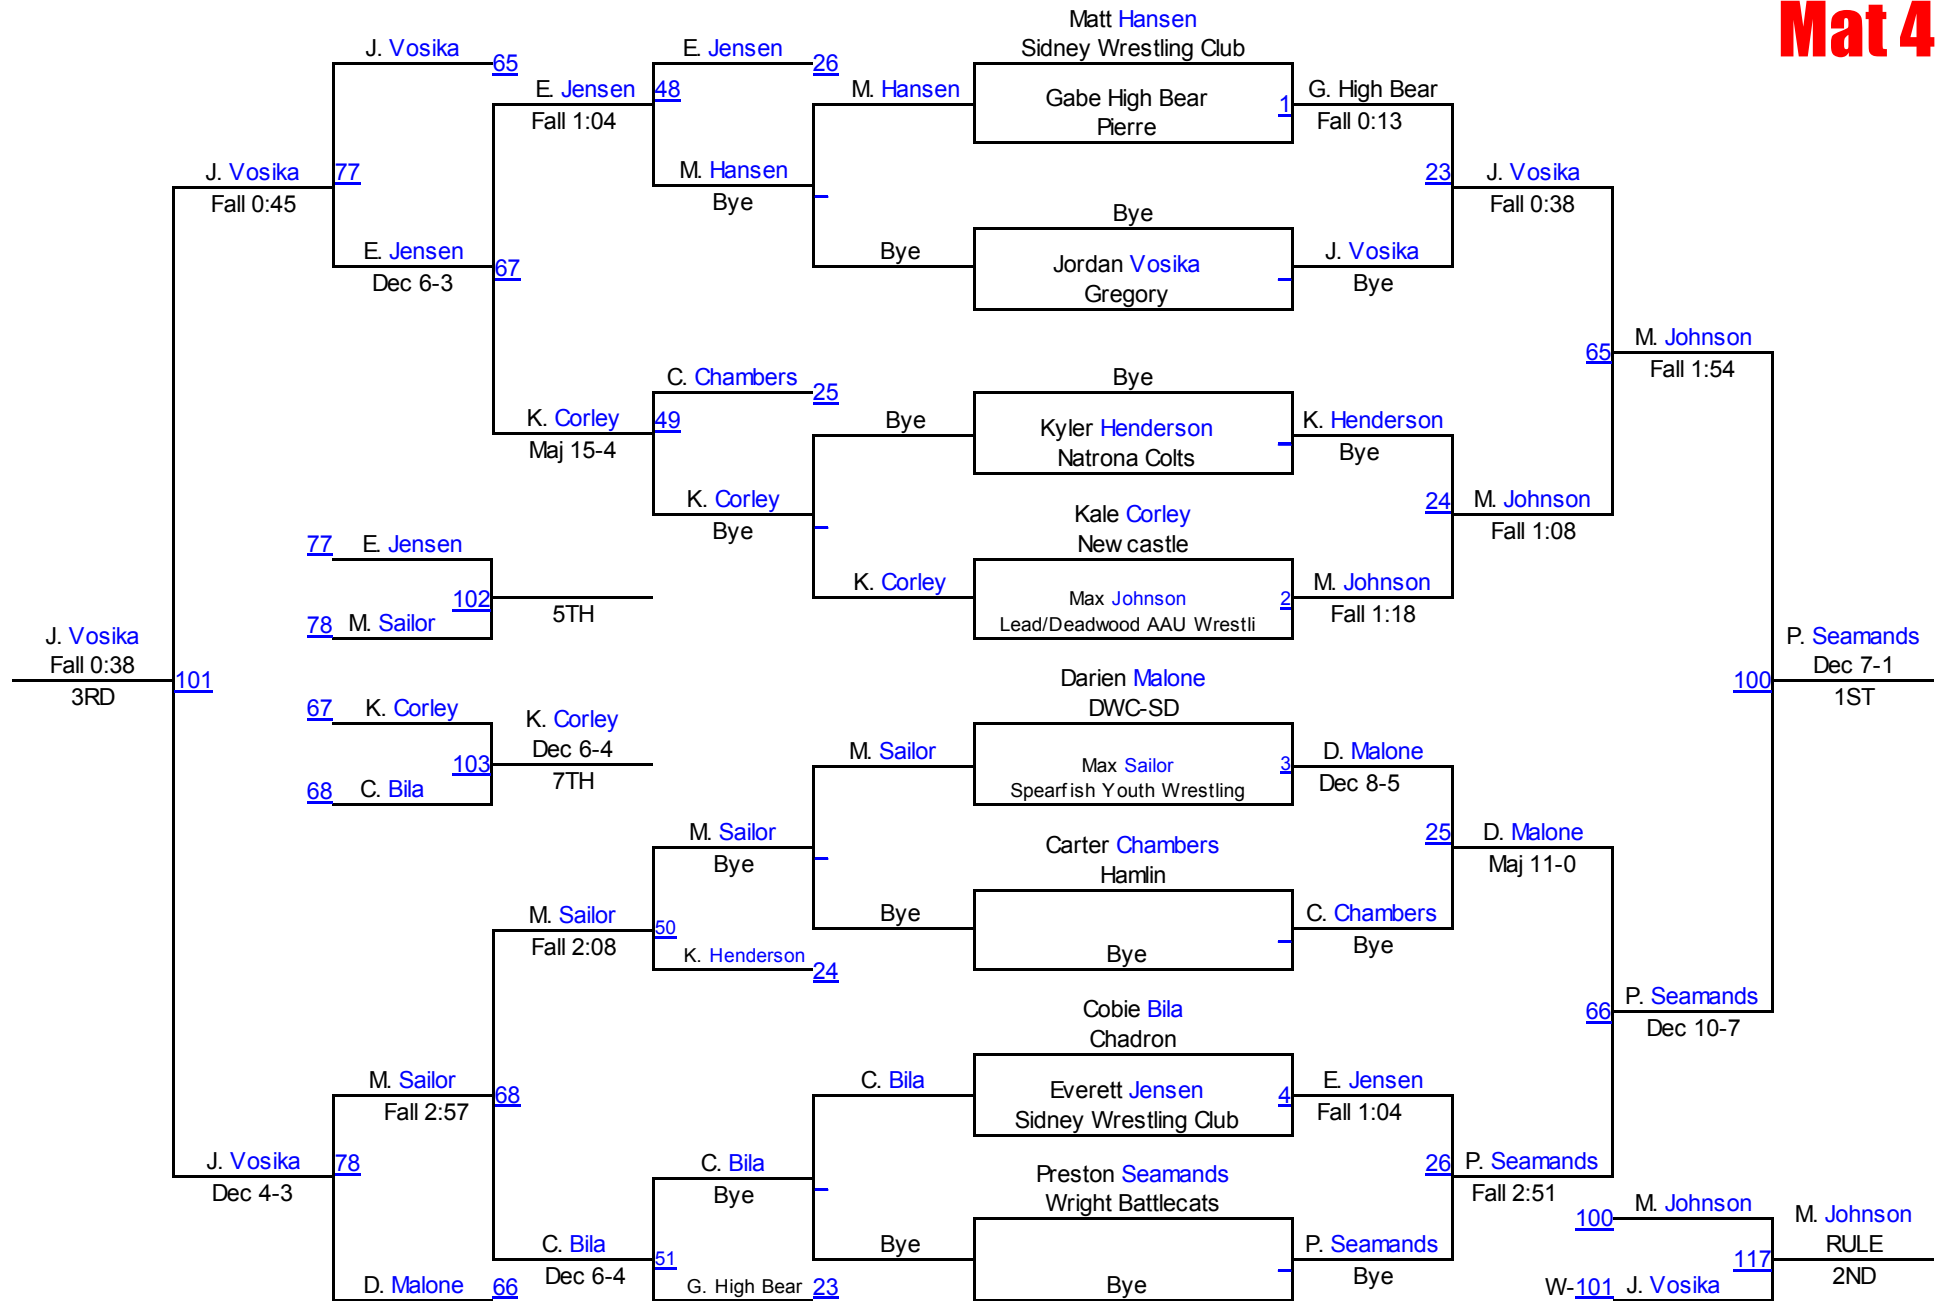 Mat 4
Matt Hansen
Sidney Wrestling Club
Gabe High Bear
Pierre
1
Bye
Jordan Vosika
Gregory
Bye
Kyler Henderson
Natrona Colts
Kale Corley
New castle
Max Johnson
Lead/Deadwood AAU Wrestli
2
Darien Malone
DWC-SD
Max Sailor
Spearfish Youth Wrestling
3
Carter Chambers
Hamlin
Bye
Cobie Bila
Chadron
Everett Jensen
Sidney Wrestling Club
4
Preston Seamands
Wright Battlecats
Bye
G. High Bear
Fall 0:13
23
J. Vosika
Bye
K. Henderson
Bye
24
M. Johnson
Fall 1:18
D. Malone
Dec 8-5
25
C. Chambers
Bye
E. Jensen
Fall 1:04
26
P. Seamands
Bye
J. Vosika
Fall 0:38
65
M. Johnson
Fall 1:08
D. Malone
Maj 11-0
66
P. Seamands
Fall 2:51
M. Johnson
Fall 1:54
100
P. Seamands
Dec 10-7
P. Seamands
Dec 7-1
1ST
100 M. Johnson
117
W-101 J. Vosika
M. Johnson
RULE
2ND
M. Hansen
Bye
Bye
K. Corley
M. Sailor
Bye
C. Bila
Bye
E. Jensen 26
48
M. Hansen
Bye
C. Chambers 25
49
K. Corley
Bye
M. Sailor
Bye
50
K. Henderson 24
C. Bila
Bye
51
G. High Bear 23
E. Jensen
Fall 1:04
67
K. Corley
Maj 15-4
M. Sailor
Fall 2:08
68
C. Bila
Dec 6-4
J. Vosika 65
77
E. Jensen
Dec 6-3
M. Sailor
Fall 2:57
78
D. Malone 66
J. Vosika
Fall 0:45
101
J. Vosika
Dec 4-3
J. Vosika
Fall 0:38
3RD
77 E. Jensen
102
78 M. Sailor
5TH
67 K. Corley
103
68 C. Bila
K. Corley
Dec 6-4
7TH